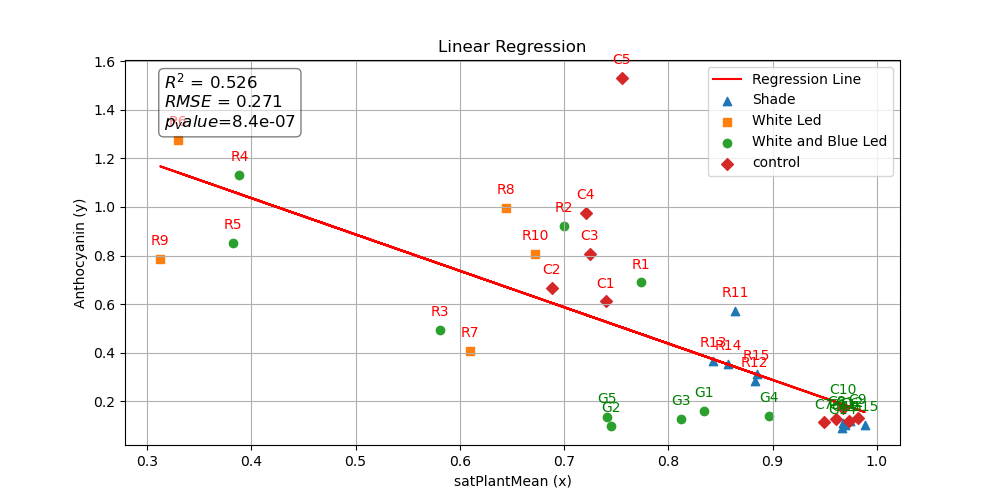 Linear Regression
R² = 0.526
RMSE = 0.271
pᵥalue=8.4e-07
Regression Line
Shade
White Led
White and Blue Led
control
C5
R6
R4
R5
R9
R8
R10
R2
C4
C3
C2
C1
R1
R3
R7
R11
R13
R14
R15
R12
G5
G2
G3
G1
G4
C10
C7
C9
1.6
1.4
1.2
1.0
0.8
0.6
0.4
0.2
Anthocyanin (y)
0.3
0.4
0.5
0.6
0.7
0.8
0.9
1.0
satPlantMean (x)